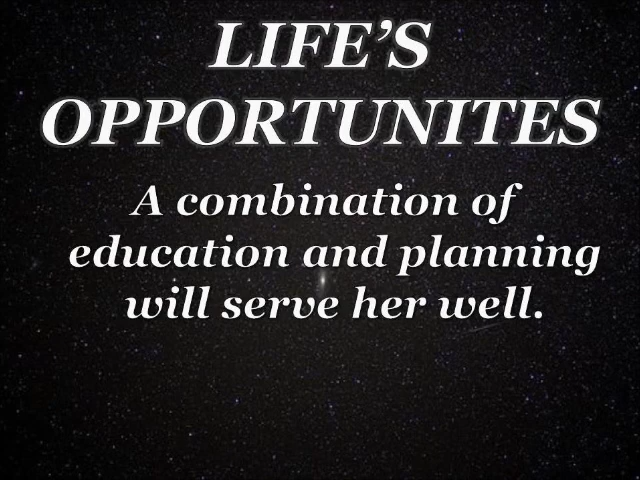 LIFE’S
OPPORTUNITES
A combination of
education and planning
will serve her well.